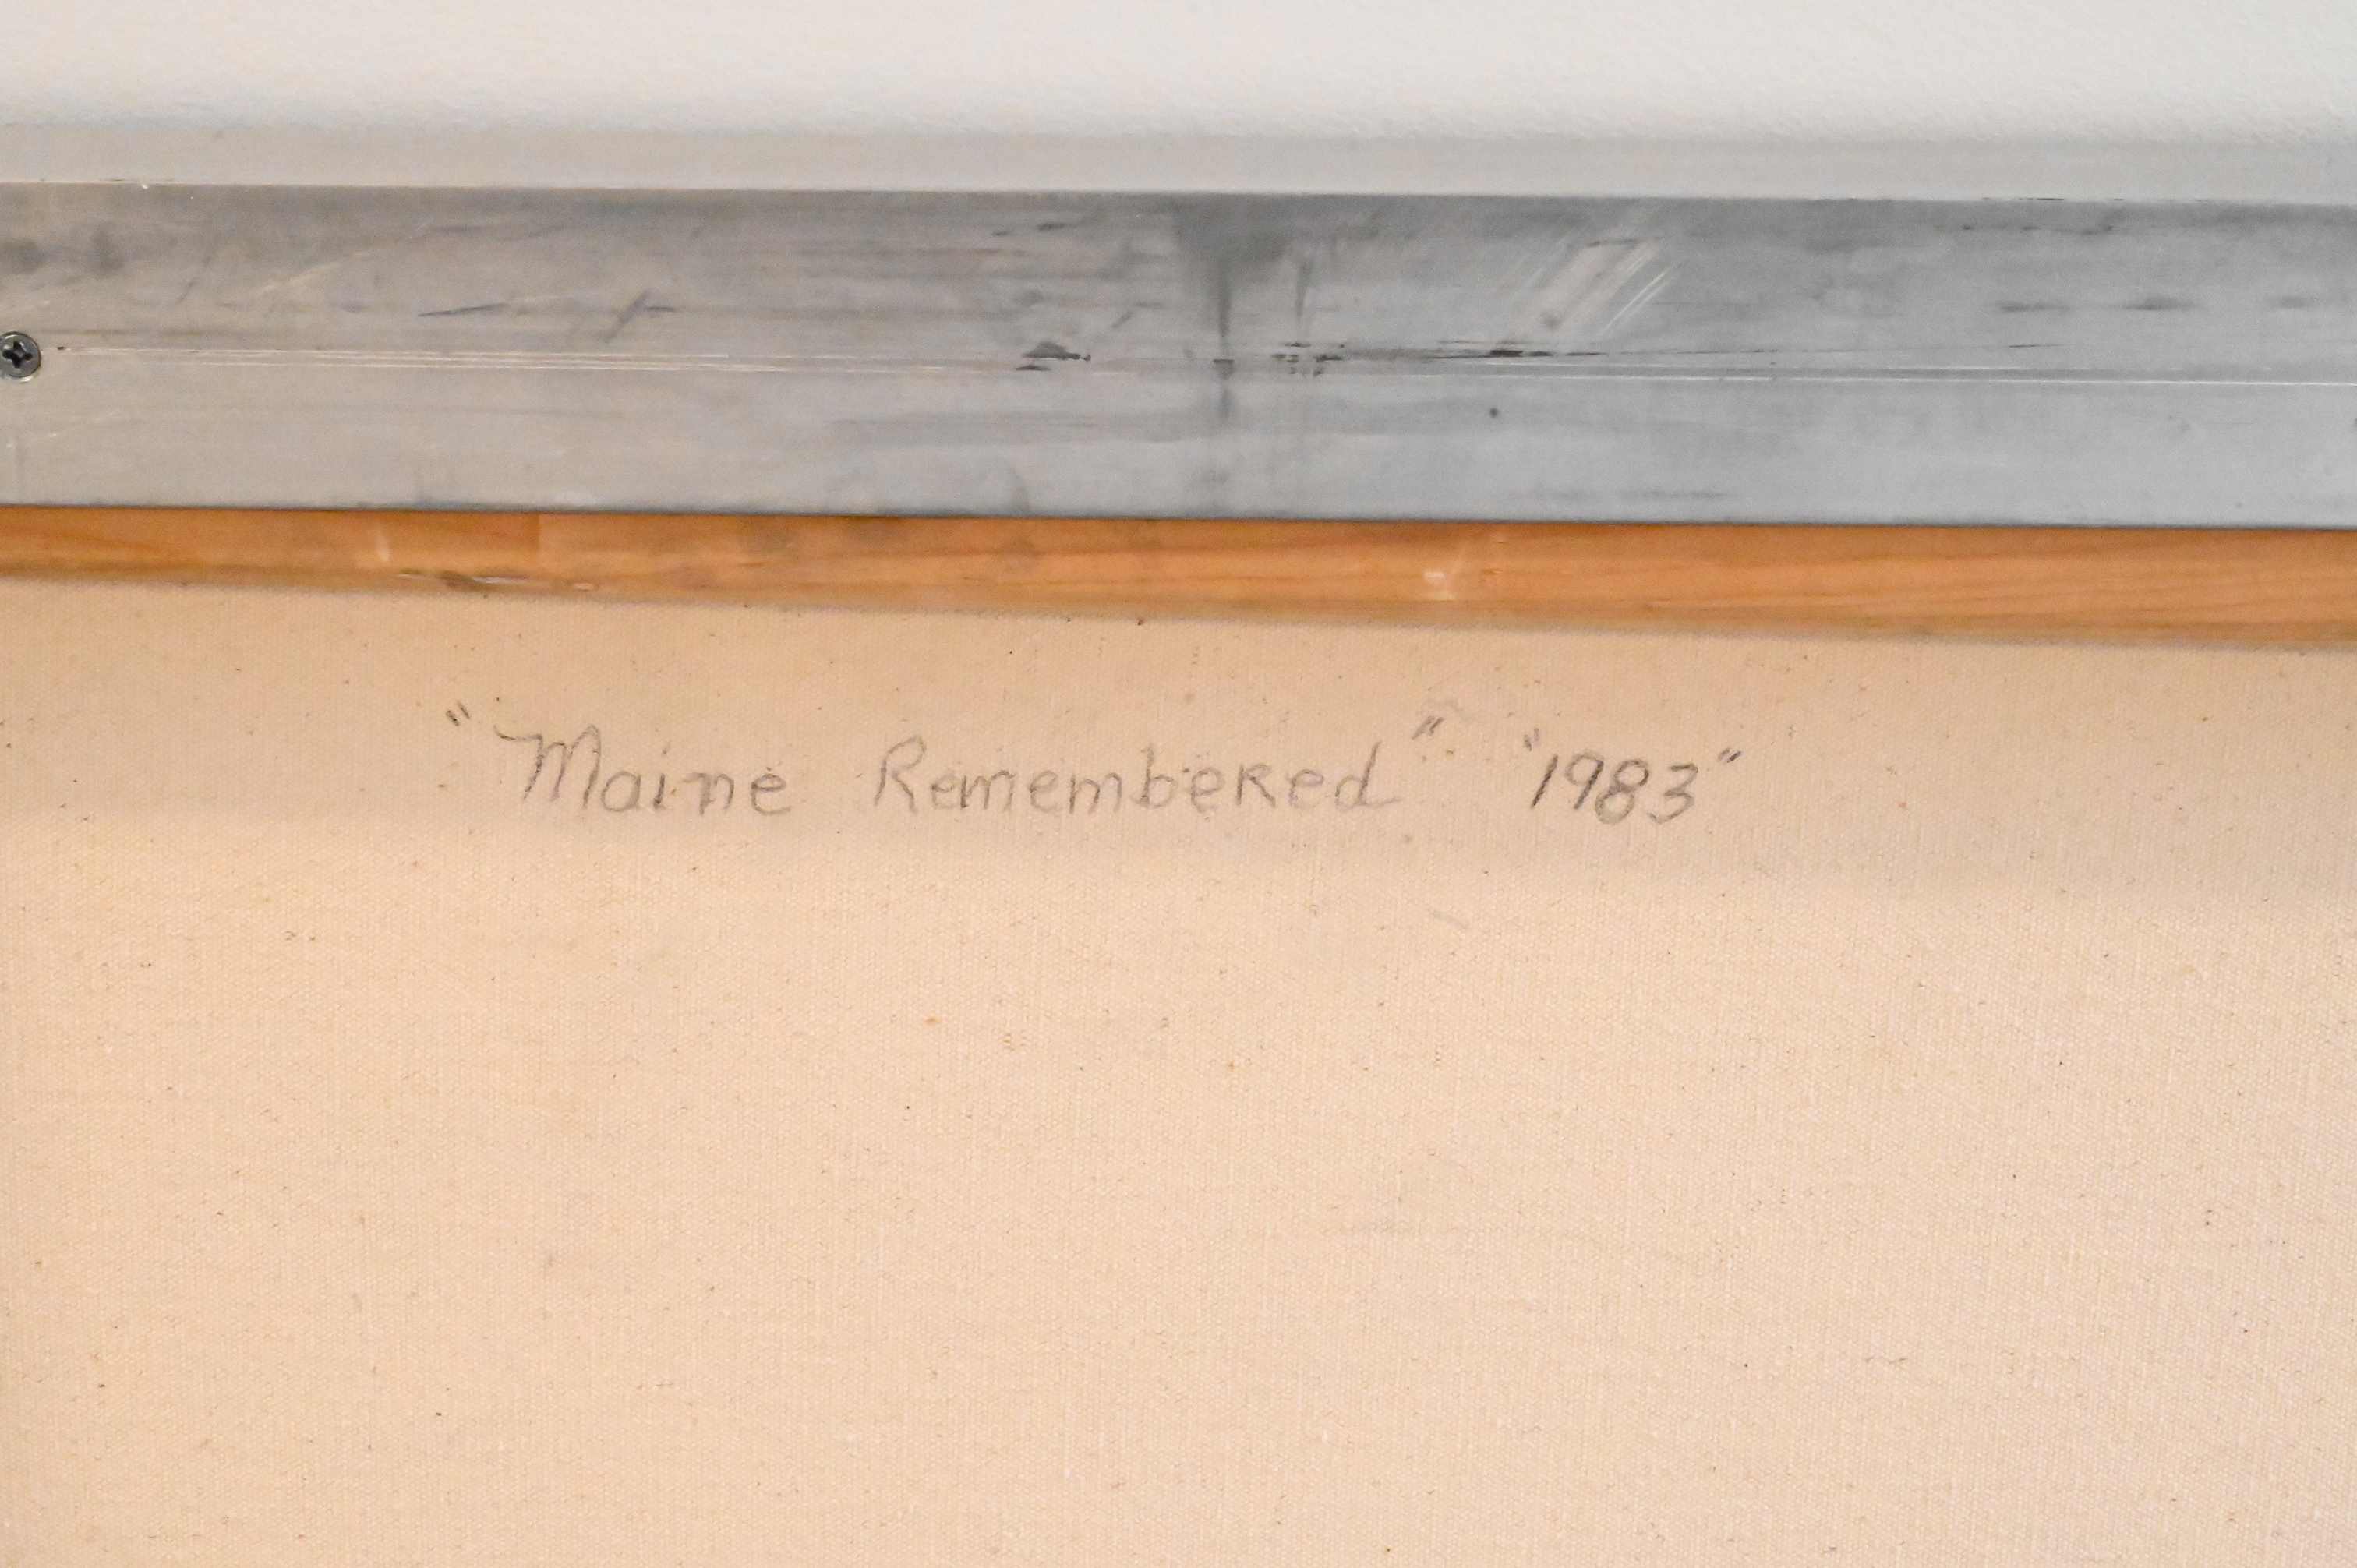 "Maine Remembered" "1983"